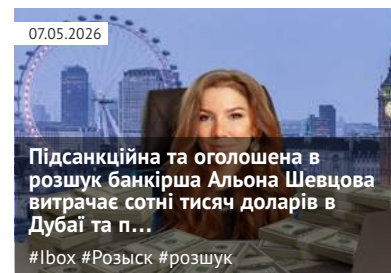 07.05.2026
Підсанкційна та оголошена в
розшук банкірша Альона Шевцова
витрачає сотні тисяч доларів в
Дубаї та п...
#Ibox #Розыск #розшук